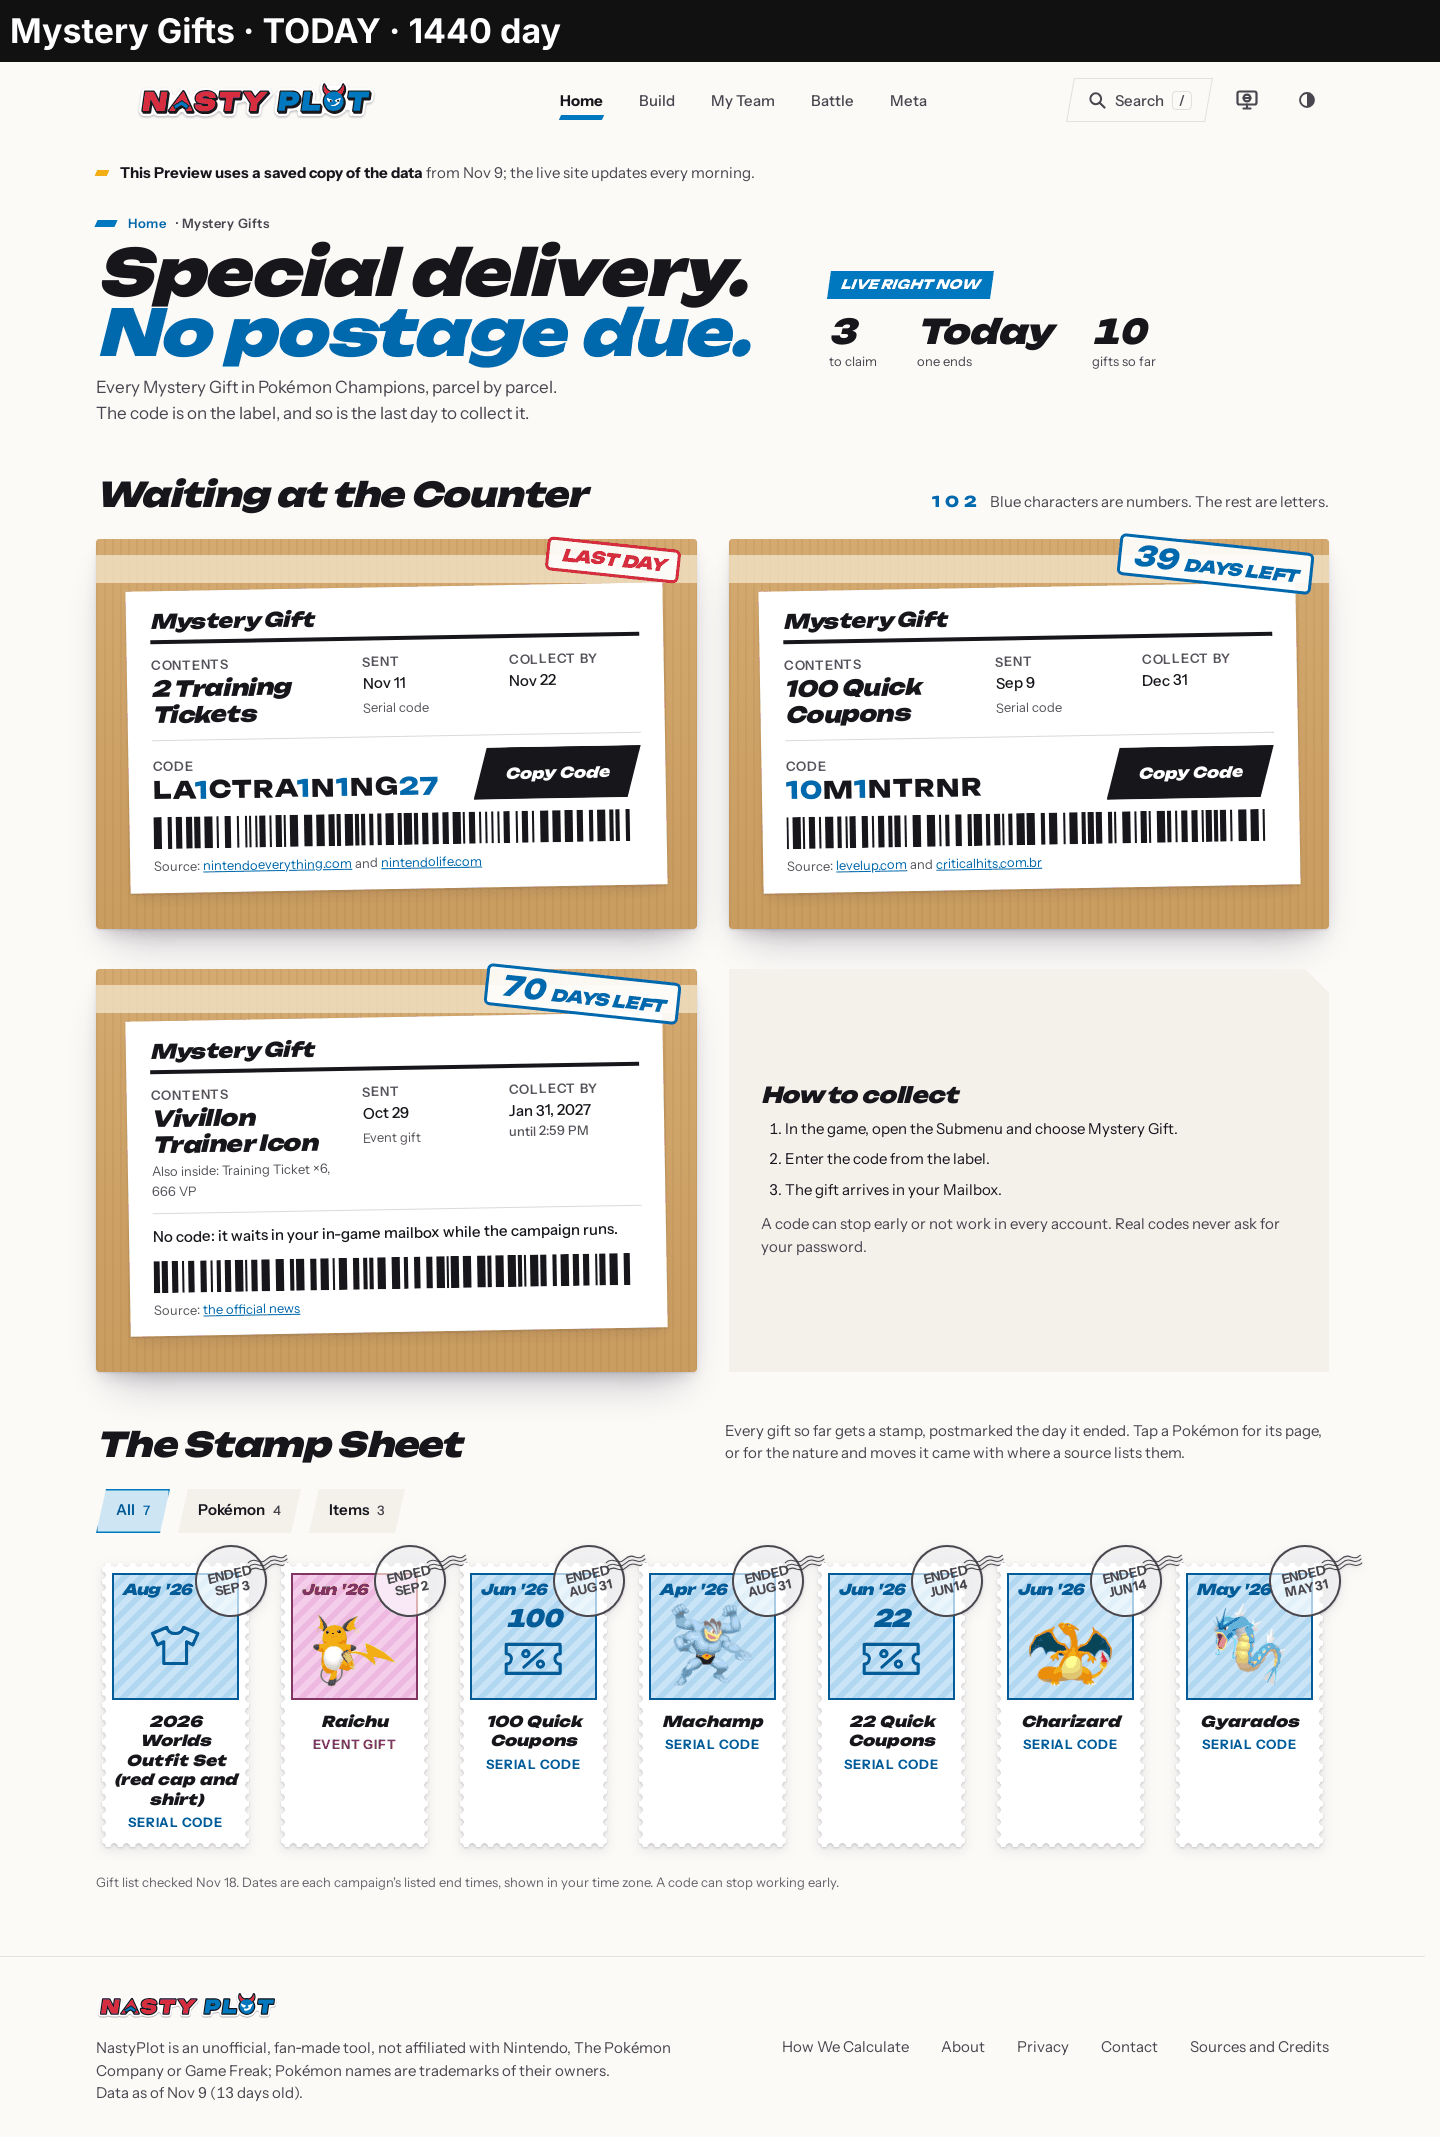 Mystery Gifts · TODAY · 1440 day
NASTY PLOT
Home
Build
My Team
Battle
Meta
Search /
This Preview uses a saved copy of the data from Nov 9; the live site updates every morning.
Home · Mystery Gifts
Special delivery.
No postage due.
LIVE RIGHT NOW
3
to claim
Today
one ends
10
gifts so far
Every Mystery Gift in Pokémon Champions, parcel by parcel.
The code is on the label, and so is the last day to collect it.
Waiting at the Counter
102 Blue characters are numbers. The rest are letters.
LAST DAY
Mystery Gift
CONTENTS
2 Training
Tickets
SENT
Nov 11
Serial code
COLLECT BY
Nov 22
CODE
LA1CTRA1N1NG27
Copy Code
Source: nintendoeverything.com and nintendolife.com
39 DAYS LEFT
Mystery Gift
CONTENTS
100 Quick
Coupons
SENT
Sep 9
Serial code
COLLECT BY
Dec 31
CODE
10M1NTRNR
Copy Code
Source: levelup.com and criticalhits.com.br
70 DAYS LEFT
Mystery Gift
CONTENTS
Vivillon
Trainer Icon
Also inside: Training Ticket ×6,
666 VP
SENT
Oct 29
Event gift
COLLECT BY
Jan 31, 2027
until 2:59 PM
No code: it waits in your in-game mailbox while the campaign runs.
Source: the official news
How to collect
1. In the game, open the Submenu and choose Mystery Gift.
2. Enter the code from the label.
3. The gift arrives in your Mailbox.
A code can stop early or not work in every account. Real codes never ask for
your password.
The Stamp Sheet
Every gift so far gets a stamp, postmarked the day it ended. Tap a Pokémon for its page,
or for the nature and moves it came with where a source lists them.
All 7
Pokémon 4
Items 3
Aug '26
ENDED
SEP 3
2026
Worlds
Outfit Set
(red cap and
shirt)
SERIAL CODE
Jun '26
ENDED
SEP 2
Raichu
EVENT GIFT
Jun '26
ENDED
AUG 31
100
100 Quick
Coupons
SERIAL CODE
Apr '26
ENDED
AUG 31
Machamp
SERIAL CODE
Jun '26
ENDED
JUN 14
22
22 Quick
Coupons
SERIAL CODE
Jun '26
ENDED
JUN 14
Charizard
SERIAL CODE
May '26
ENDED
MAY 31
Gyarados
SERIAL CODE
Gift list checked Nov 18. Dates are each campaign's listed end times, shown in your time zone. A code can stop working early.
NASTY PLOT
NastyPlot is an unofficial, fan-made tool, not affiliated with Nintendo, The Pokémon
Company or Game Freak; Pokémon names are trademarks of their owners.
Data as of Nov 9 (13 days old).
How We Calculate
About
Privacy
Contact
Sources and Credits